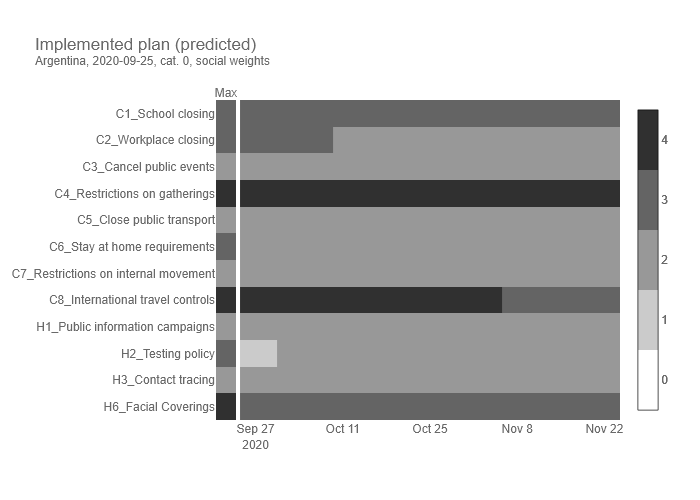 Implemented plan (predicted)
Argentina, 2020-09-25, cat. 0, social weights
Max
C1_School closing
C2_Workplace closing
C3_Cancel public events
C4_Restrictions on gatherings
C5_Close public transport
C6_Stay at home requirements
C7_Restrictions on internal movement
C8_International travel controls
H1_Public information campaigns
H2_Testing policy
H3_Contact tracing
H6_Facial Coverings
Sep 27
2020
Oct 11
Oct 25
Nov 8
Nov 22
4
3
2
1
0